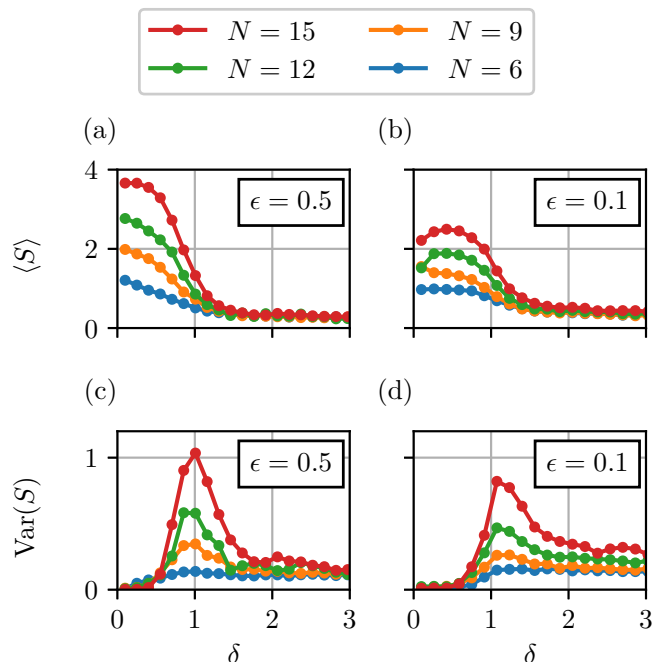 N = 15
N = 9
N = 12
N = 6
(a)
(b)
4
2
0
⟨S⟩
ϵ = 0.5
ϵ = 0.1
(c)
(d)
1
0
Var(S)
ϵ = 0.5
ϵ = 0.1
0 1 2 3
0 1 2 3
δ
δ